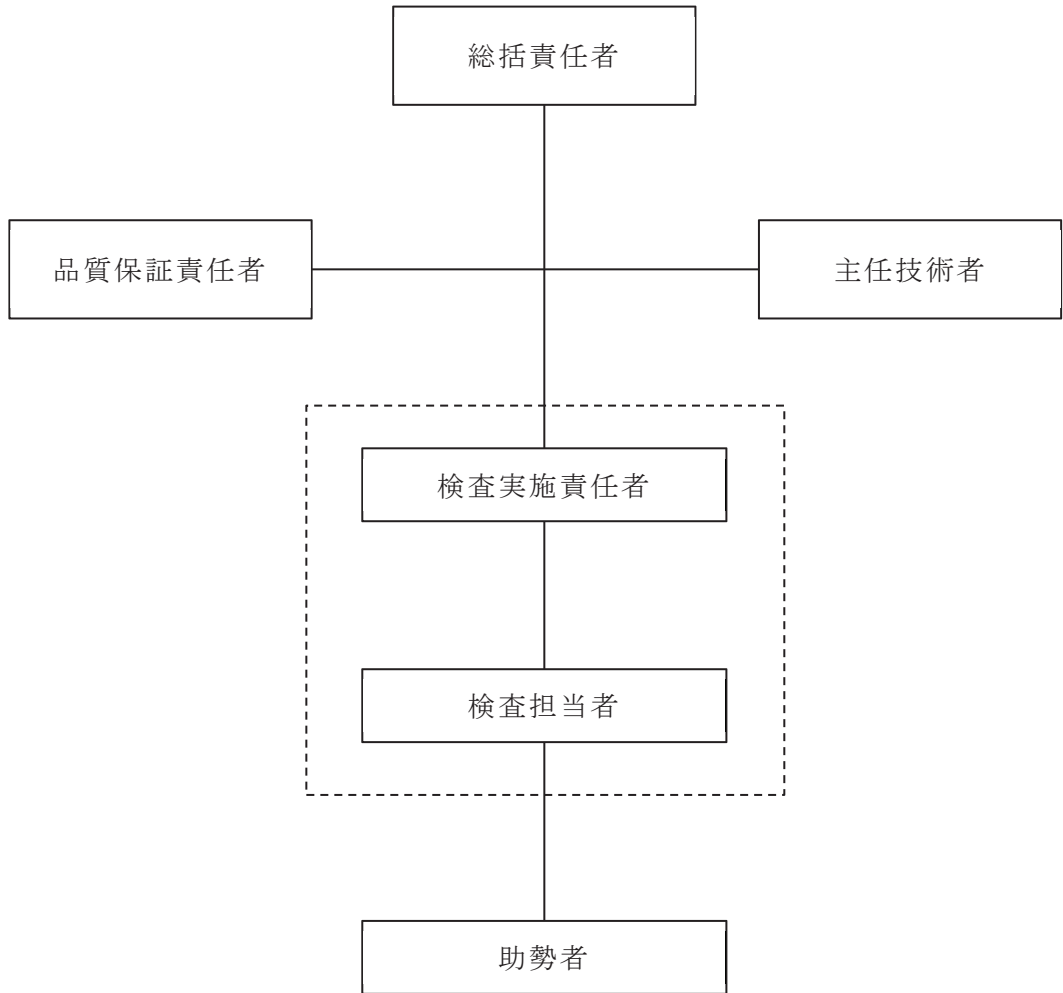 総括責任者
品質保証責任者
主任技術者
検査実施責任者
検査担当者
助勢者